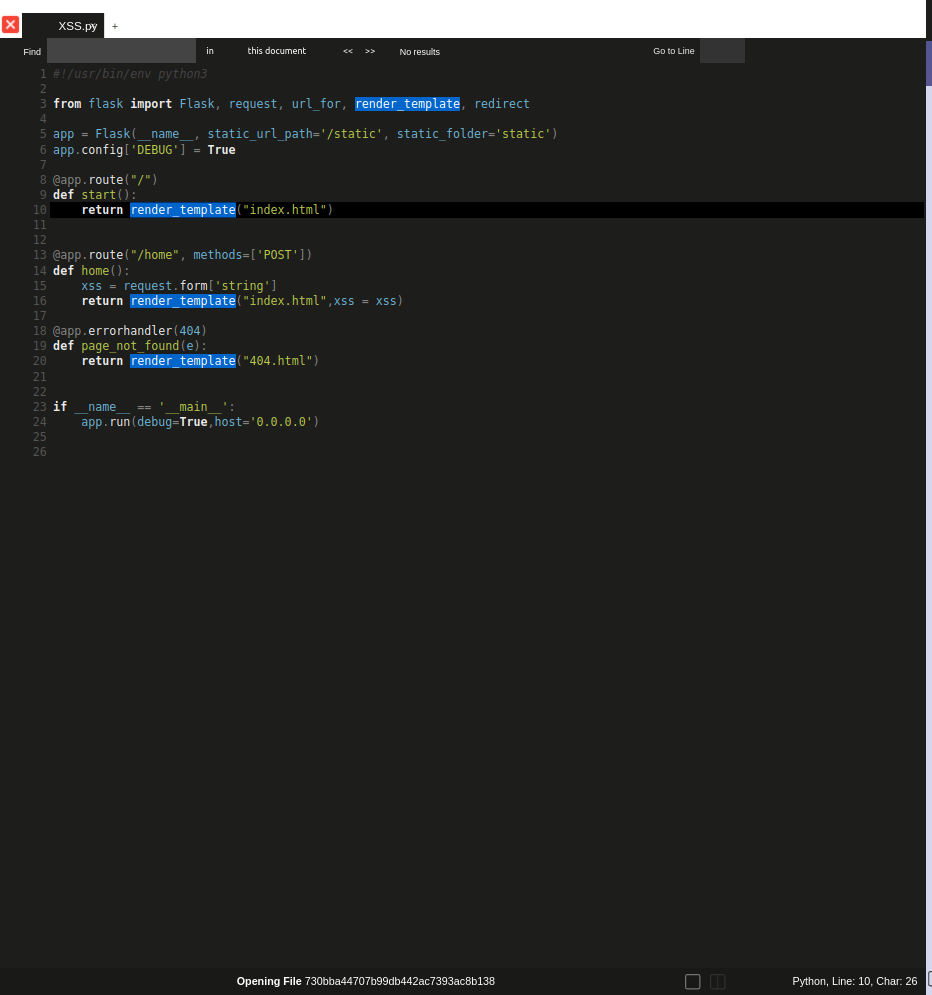 XSS.py +
Find in this document << >> No results Go to Line
1 #!/usr/bin/env python3
2
3 from flask import Flask, request, url_for, render_template, redirect
4
5 app = Flask(__name__, static_url_path='/static', static_folder='static')
6 app.config['DEBUG'] = True
7
8 @app.route("/")
9 def start():
10     return render_template("index.html")
11
12
13 @app.route("/home", methods=['POST'])
14 def home():
15     xss = request.form['string']
16     return render_template("index.html",xss = xss)
17
18 @app.errorhandler(404)
19 def page_not_found(e):
20     return render_template("404.html")
21
22
23 if __name__ == '__main__':
24     app.run(debug=True,host='0.0.0.0')
25
26
Opening File 730bba44707b99db442ac7393ac8b138 Python, Line: 10, Char: 26